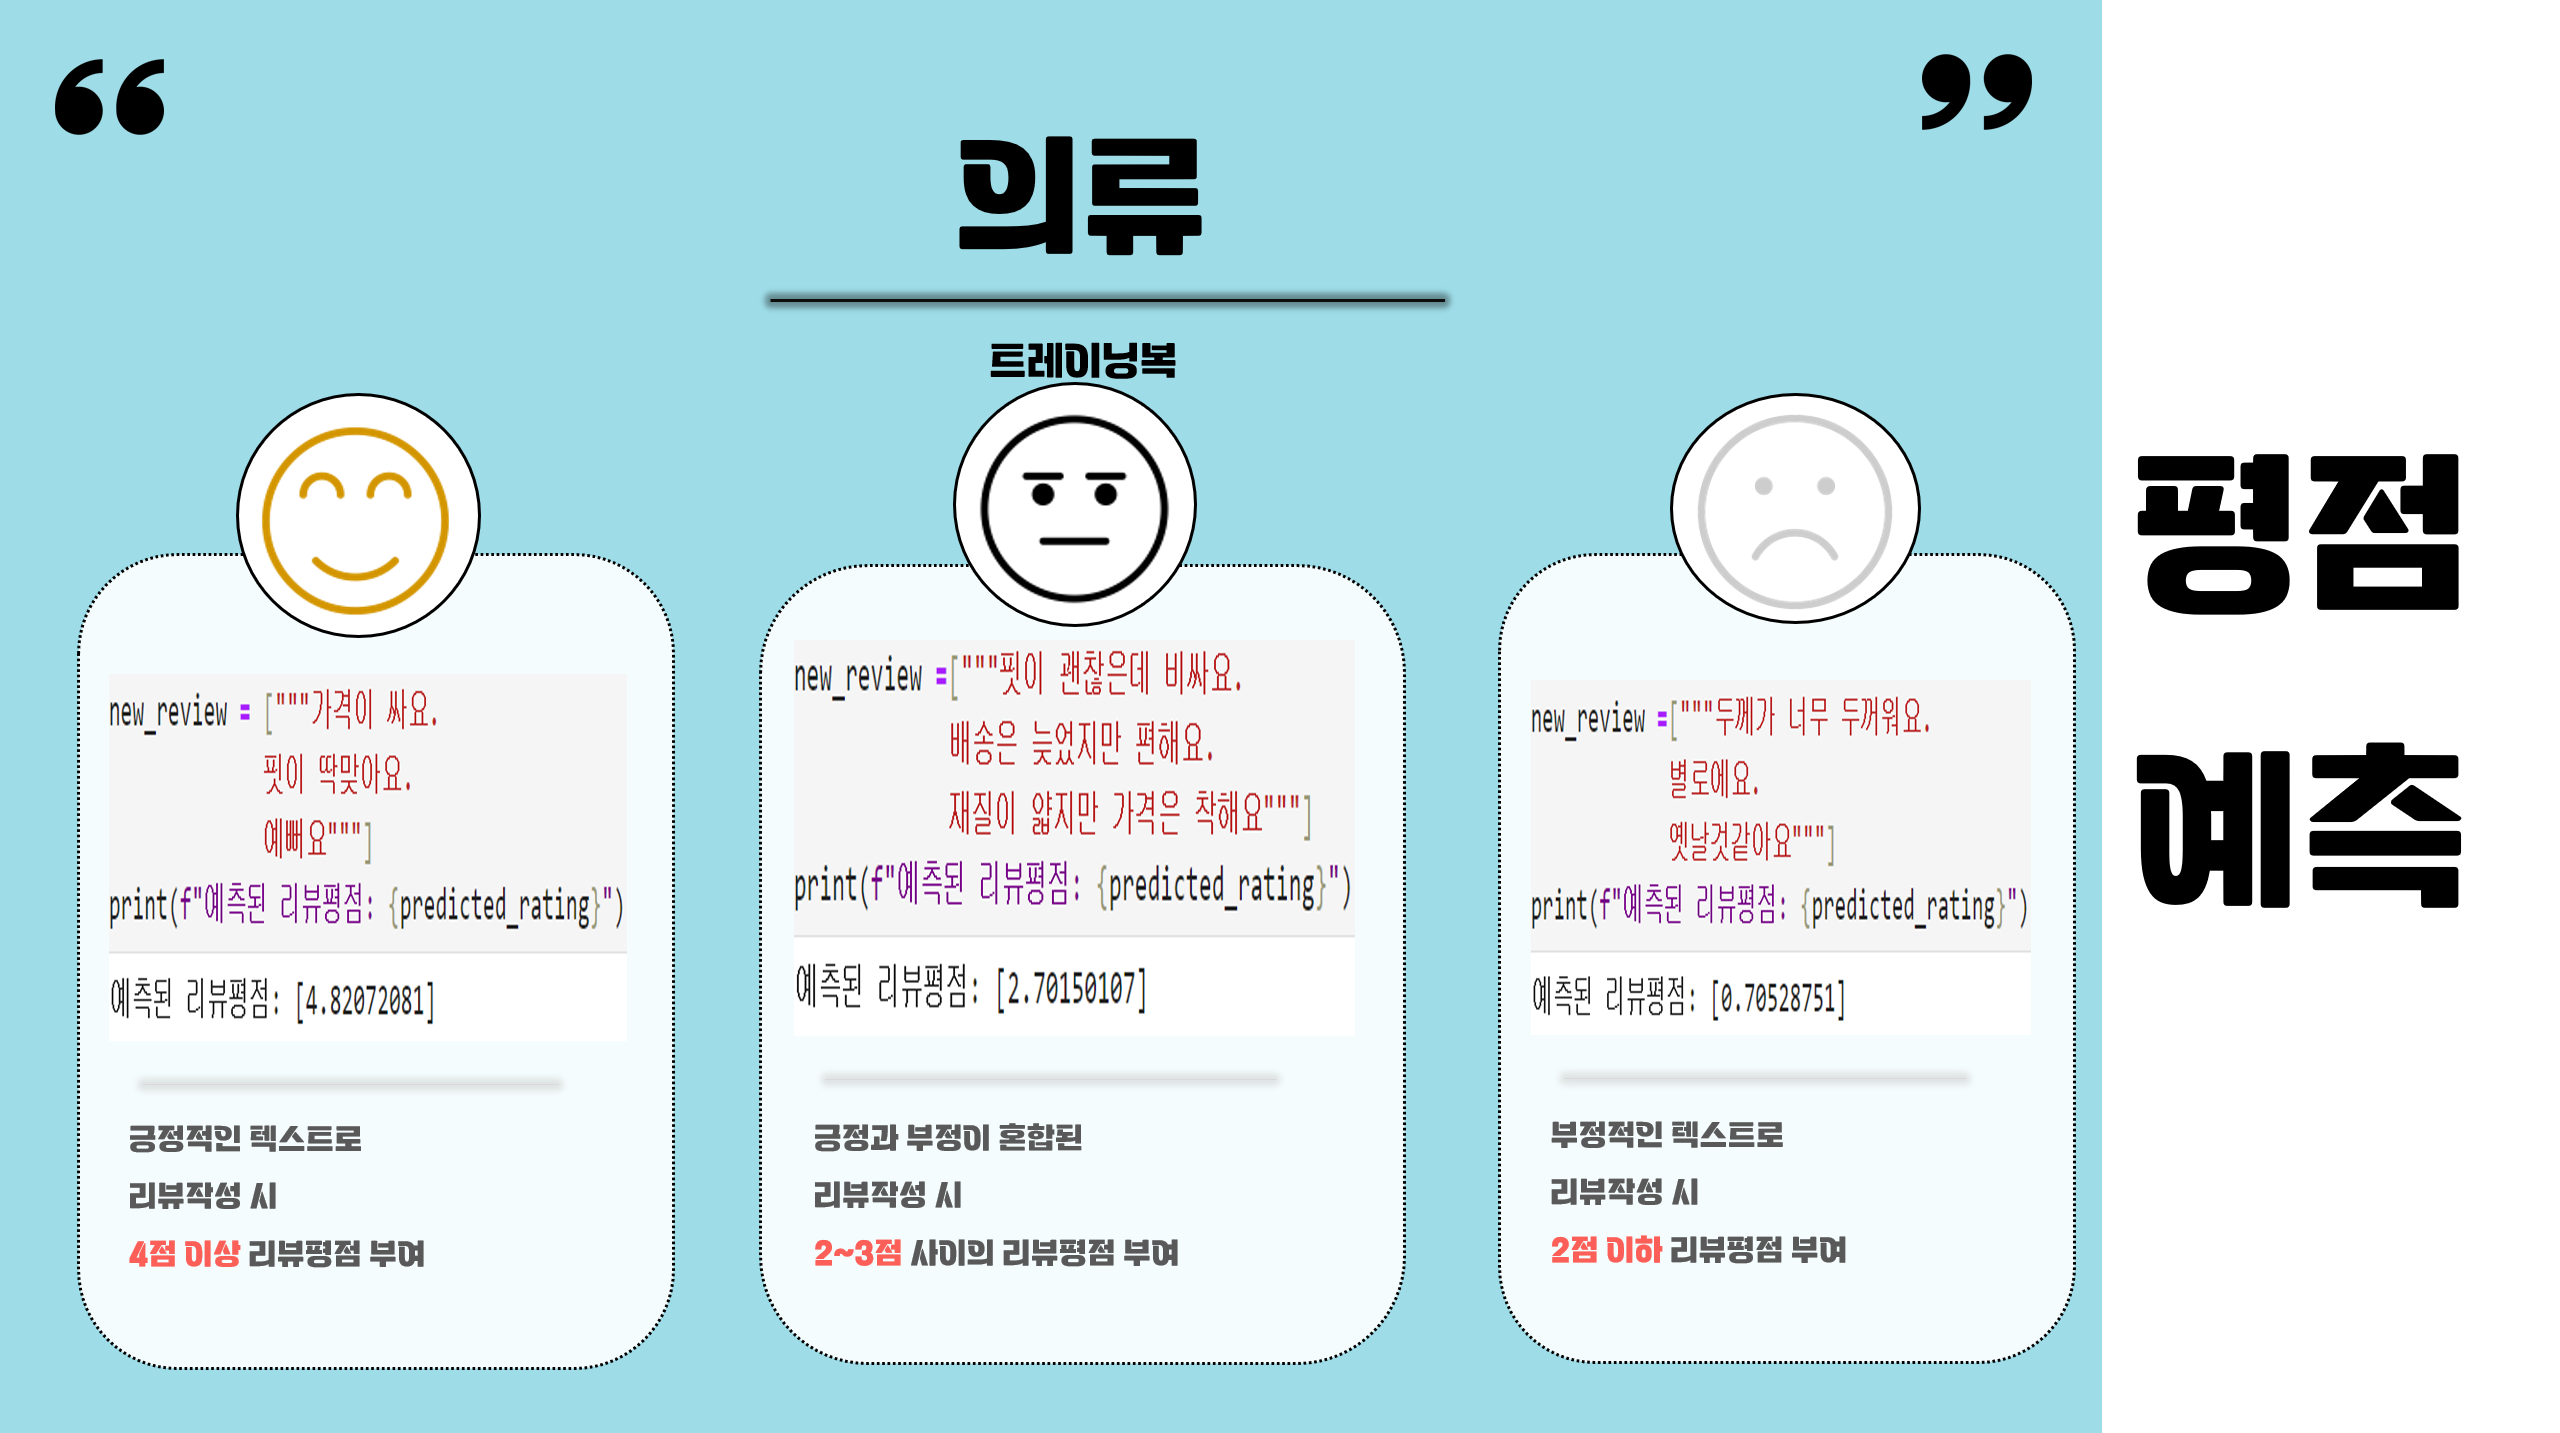 “ ”
의류
트레이닝복
new_review = ["""가격이 싸요.
핏이 딱맞아요.
예뻐요"""]
print(f"예측된 리뷰평점: {predicted_rating}")
예측된 리뷰평점: [4.82072081]
긍정적인 텍스트로
리뷰작성 시
4점 이상 리뷰평점 부여
new_review =["""핏이 괜찮은데 비싸요.
배송은 늦었지만 편해요.
재질이 얇지만 가격은 착해요"""]
print(f"예측된 리뷰평점: {predicted_rating}")
예측된 리뷰평점: [2.70150107]
긍정과 부정이 혼합된
리뷰작성 시
2~3점 사이의 리뷰평점 부여
new_review =["""두께가 너무 두꺼워요.
별로에요.
옛날것같아요"""]
print(f"예측된 리뷰평점: {predicted_rating}")
예측된 리뷰평점: [0.70528751]
부정적인 텍스트로
리뷰작성 시
2점 이하 리뷰평점 부여
평점
예측